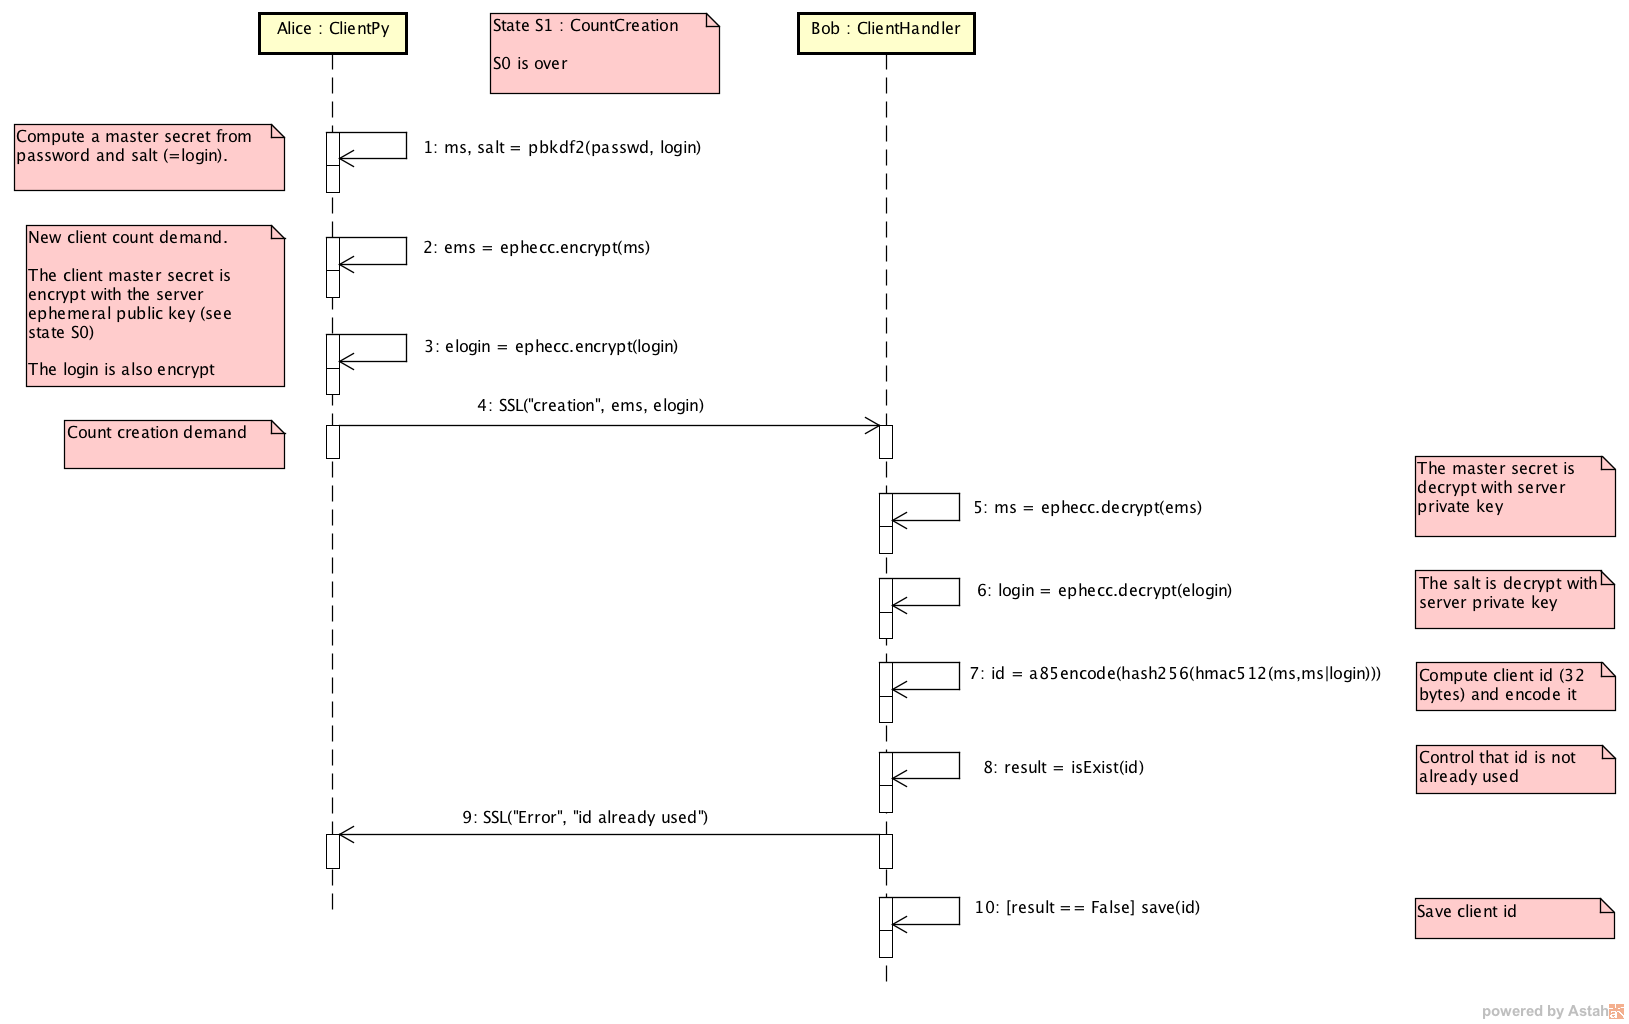 Alice : ClientPy
State S1 : CountCreation
S0 is over
Bob : ClientHandler
Compute a master secret from
password and salt (=login).
1: ms, salt = pbkdf2(passwd, login)
New client count demand.
The client master secret is
encrypt with the server
ephemeral public key (see
state S0)
The login is also encrypt
2: ems = ephecc.encrypt(ms)
3: elogin = ephecc.encrypt(login)
4: SSL("creation", ems, elogin)
Count creation demand
The master secret is
decrypt with server
private key
5: ms = ephecc.decrypt(ems)
The salt is decrypt with
server private key
6: login = ephecc.decrypt(elogin)
7: id = a85encode(hash256(hmac512(ms,ms|login)))
Compute client id (32
bytes) and encode it
Control that id is not
already used
8: result = isExist(id)
9: SSL("Error", "id already used")
10: [result == False] save(id)
Save client id
powered by Astah